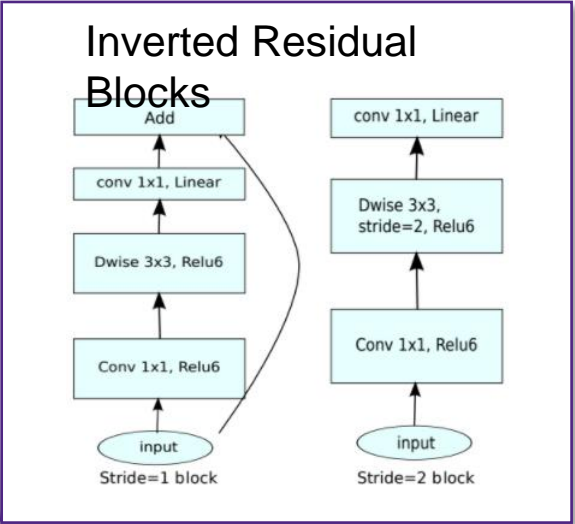 Inverted Residual
Blocks
Add
conv 1x1, Linear
Dwise 3x3, Relu6
Conv 1x1, Relu6
input
Stride=1 block
conv 1x1, Linear
Dwise 3x3,
stride=2, Relu6
Conv 1x1, Relu6
input
Stride=2 block